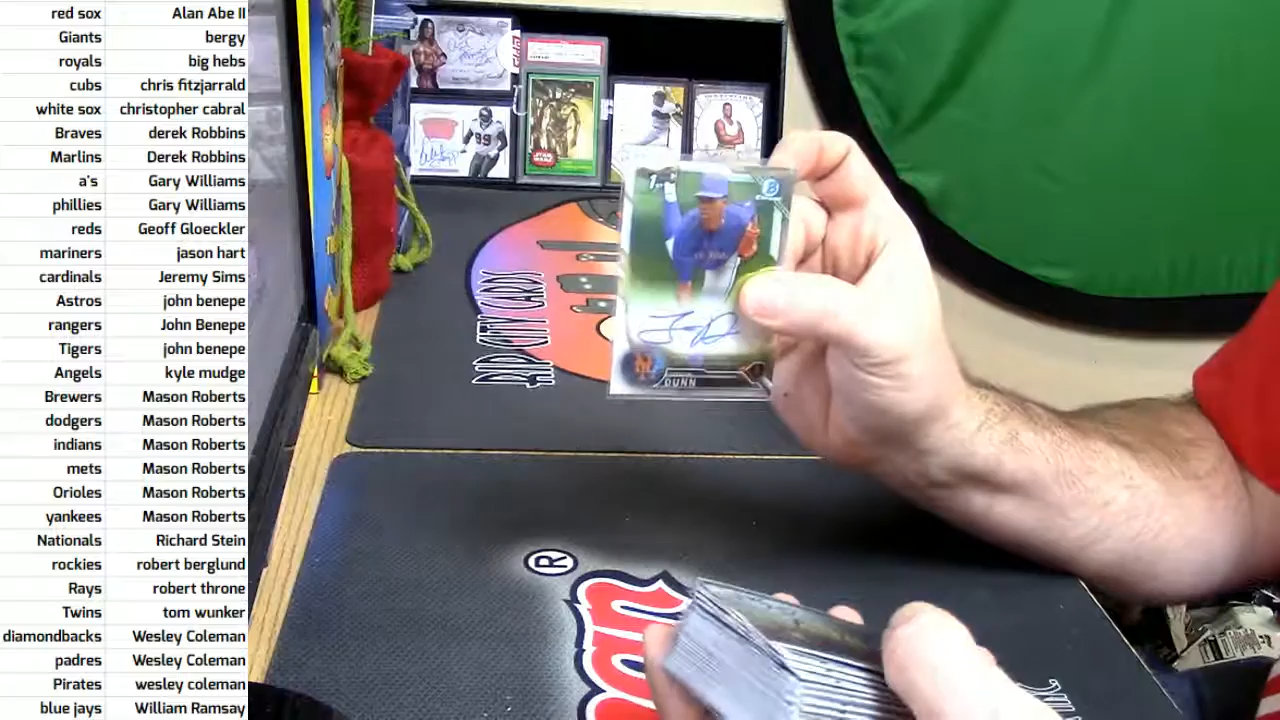 red sox Alan Abe II
Giants bergy
royals big hebs
cubs chris fitzjarrald
white sox christopher cabral
Braves derek Robbins
Marlins Derek Robbins
a's Gary Williams
phillies Gary Williams
reds Geoff Gloeckler
mariners jason hart
cardinals Jeremy Sims
Astros john benepe
rangers John Benepe
Tigers john benepe
Angels kyle mudge
Brewers Mason Roberts
dodgers Mason Roberts
indians Mason Roberts
mets Mason Roberts
Orioles Mason Roberts
yankees Mason Roberts
Nationals Richard Stein
rockies robert berglund
Rays robert throne
Twins tom wunker
diamondbacks Wesley Coleman
padres Wesley Coleman
Pirates wesley coleman
blue jays William Ramsay
STAR WARS
99
RIP CITY CARDS
B
DUNN
®